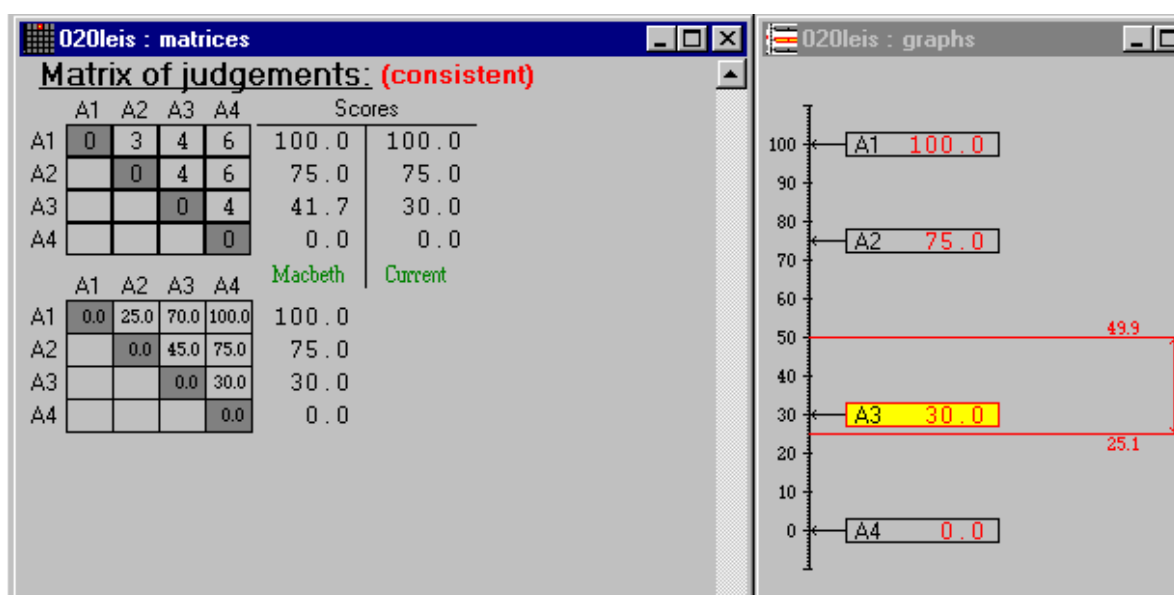 020leis : matrices
Matrix of judgements: (consistent)
A1 A2 A3 A4 Scores
A1 0 3 4 6 100.0 100.0
A2 0 4 6 75.0 75.0
A3 0 4 41.7 30.0
A4 0 0.0 0.0
A1 A2 A3 A4 Macbeth Current
A1 0.0 25.0 70.0 100.0 100.0
A2 0.0 45.0 75.0 75.0
A3 0.0 30.0 30.0
A4 0.0 0.0
020leis : graphs
100 A1 100.0
90
80
A2 75.0
70
60
49.9
50
40
30 A3 30.0
25.1
20
10
0 A4 0.0